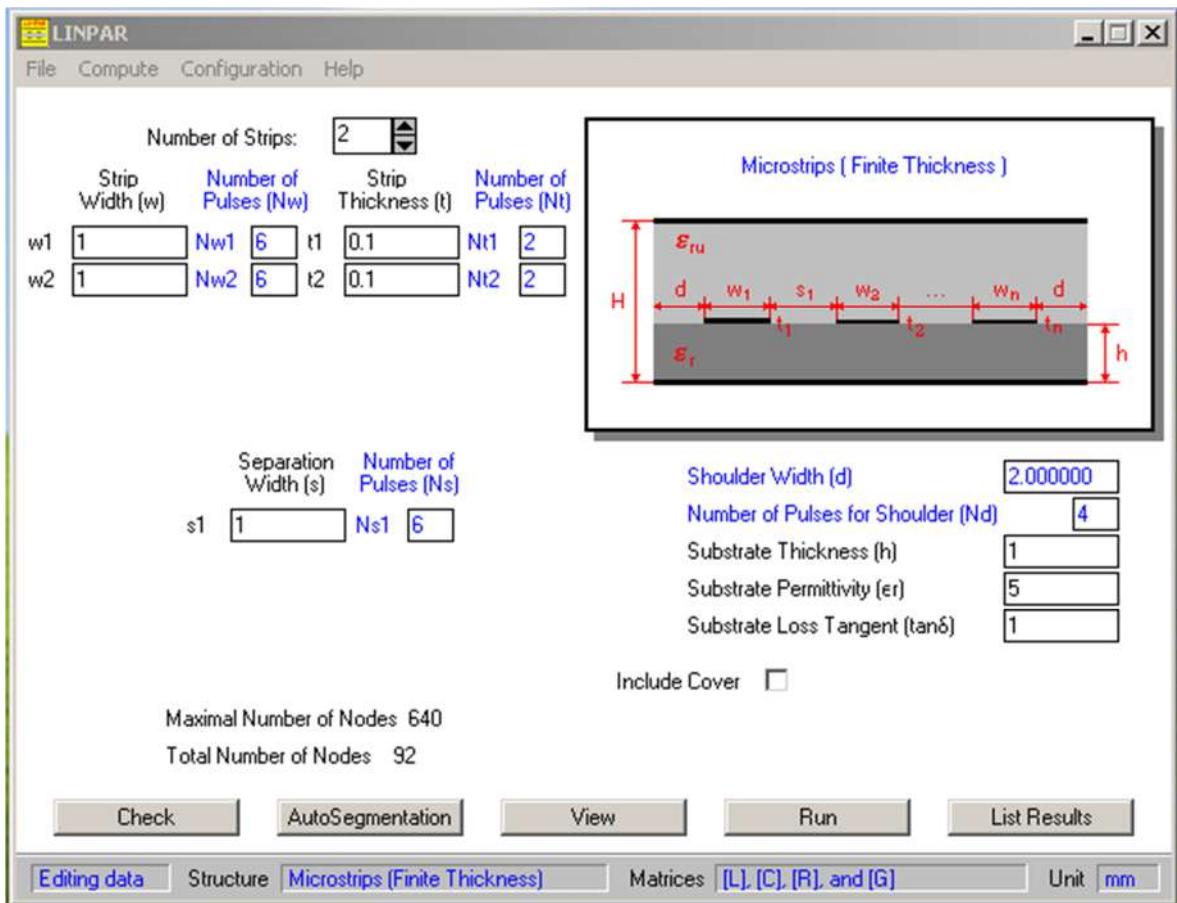 LINPAR
File Compute Configuration Help
Number of Strips: 2
Strip Width (w) Number of Pulses (Nw) Strip Thickness (t) Number of Pulses (Nt)
w1 1 Nw1 6 t1 0.1 Nt1 2
w2 1 Nw2 6 t2 0.1 Nt2 2
Microstrips ( Finite Thickness )
εru
H d w1 s1 w2 ... wn d
t1 t2 tn
εr h
Separation Width (s) Number of Pulses (Ns)
s1 1 Ns1 6
Shoulder Width (d) 2.000000
Number of Pulses for Shoulder (Nd) 4
Substrate Thickness (h) 1
Substrate Permittivity (εr) 5
Substrate Loss Tangent (tanδ) 1
Include Cover
Maximal Number of Nodes 640
Total Number of Nodes 92
Check AutoSegmentation View Run List Results
Editing data Structure Microstrips (Finite Thickness) Matrices [L], [C], [R], and [G] Unit mm